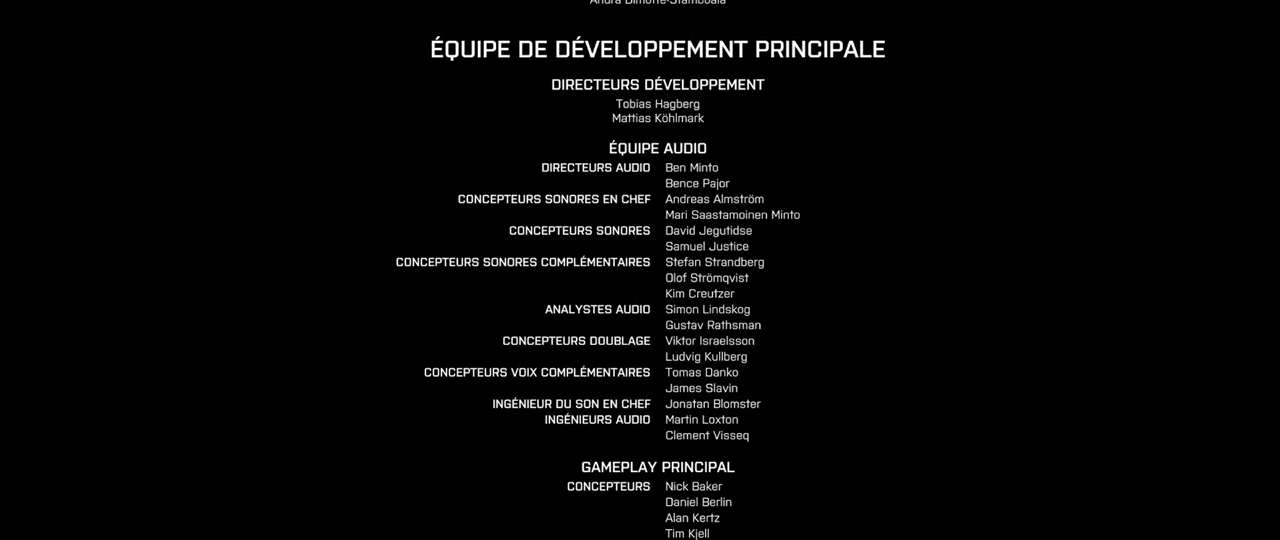 Andra Dimofte-Stamboala
ÉQUIPE DE DÉVELOPPEMENT PRINCIPALE
DIRECTEURS DÉVELOPPEMENT
Tobias Hagberg
Mattias Köhlmark
ÉQUIPE AUDIO
DIRECTEURS AUDIO Ben Minto
Bence Pajor
CONCEPTEURS SONORES EN CHEF Andreas Almström
Mari Saastamoinen Minto
CONCEPTEURS SONORES David Jegutidse
Samuel Justice
CONCEPTEURS SONORES COMPLÉMENTAIRES Stefan Strandberg
Olof Strömqvist
Kim Creutzer
ANALYSTES AUDIO Simon Lindskog
Gustav Rathsman
CONCEPTEURS DOUBLAGE Viktor Israelsson
Ludvig Kullberg
CONCEPTEURS VOIX COMPLÉMENTAIRES Tomas Danko
James Slavin
INGÉNIEUR DU SON EN CHEF Jonatan Blomster
INGÉNIEURS AUDIO Martin Loxton
Clement Visseq
GAMEPLAY PRINCIPAL
CONCEPTEURS Nick Baker
Daniel Berlin
Alan Kertz
Tim Kjell